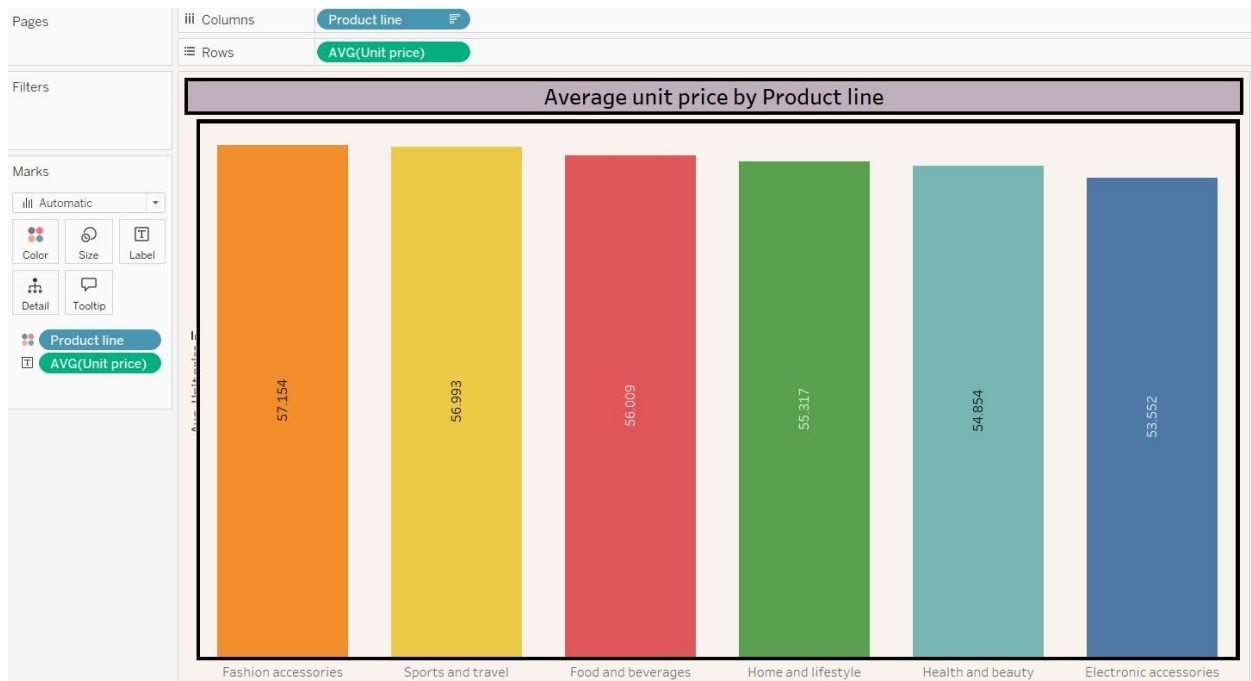 Pages
Columns
Product line
Rows
AVG(Unit price)
Filters
Average unit price by Product line
Marks
Automatic
Color
Size
Label
Detail
Tooltip
Product line
AVG(Unit price)
57.154
56.993
56.009
55.317
54.854
53.552
Fashion accessories
Sports and travel
Food and beverages
Home and lifestyle
Health and beauty
Electronic accessories